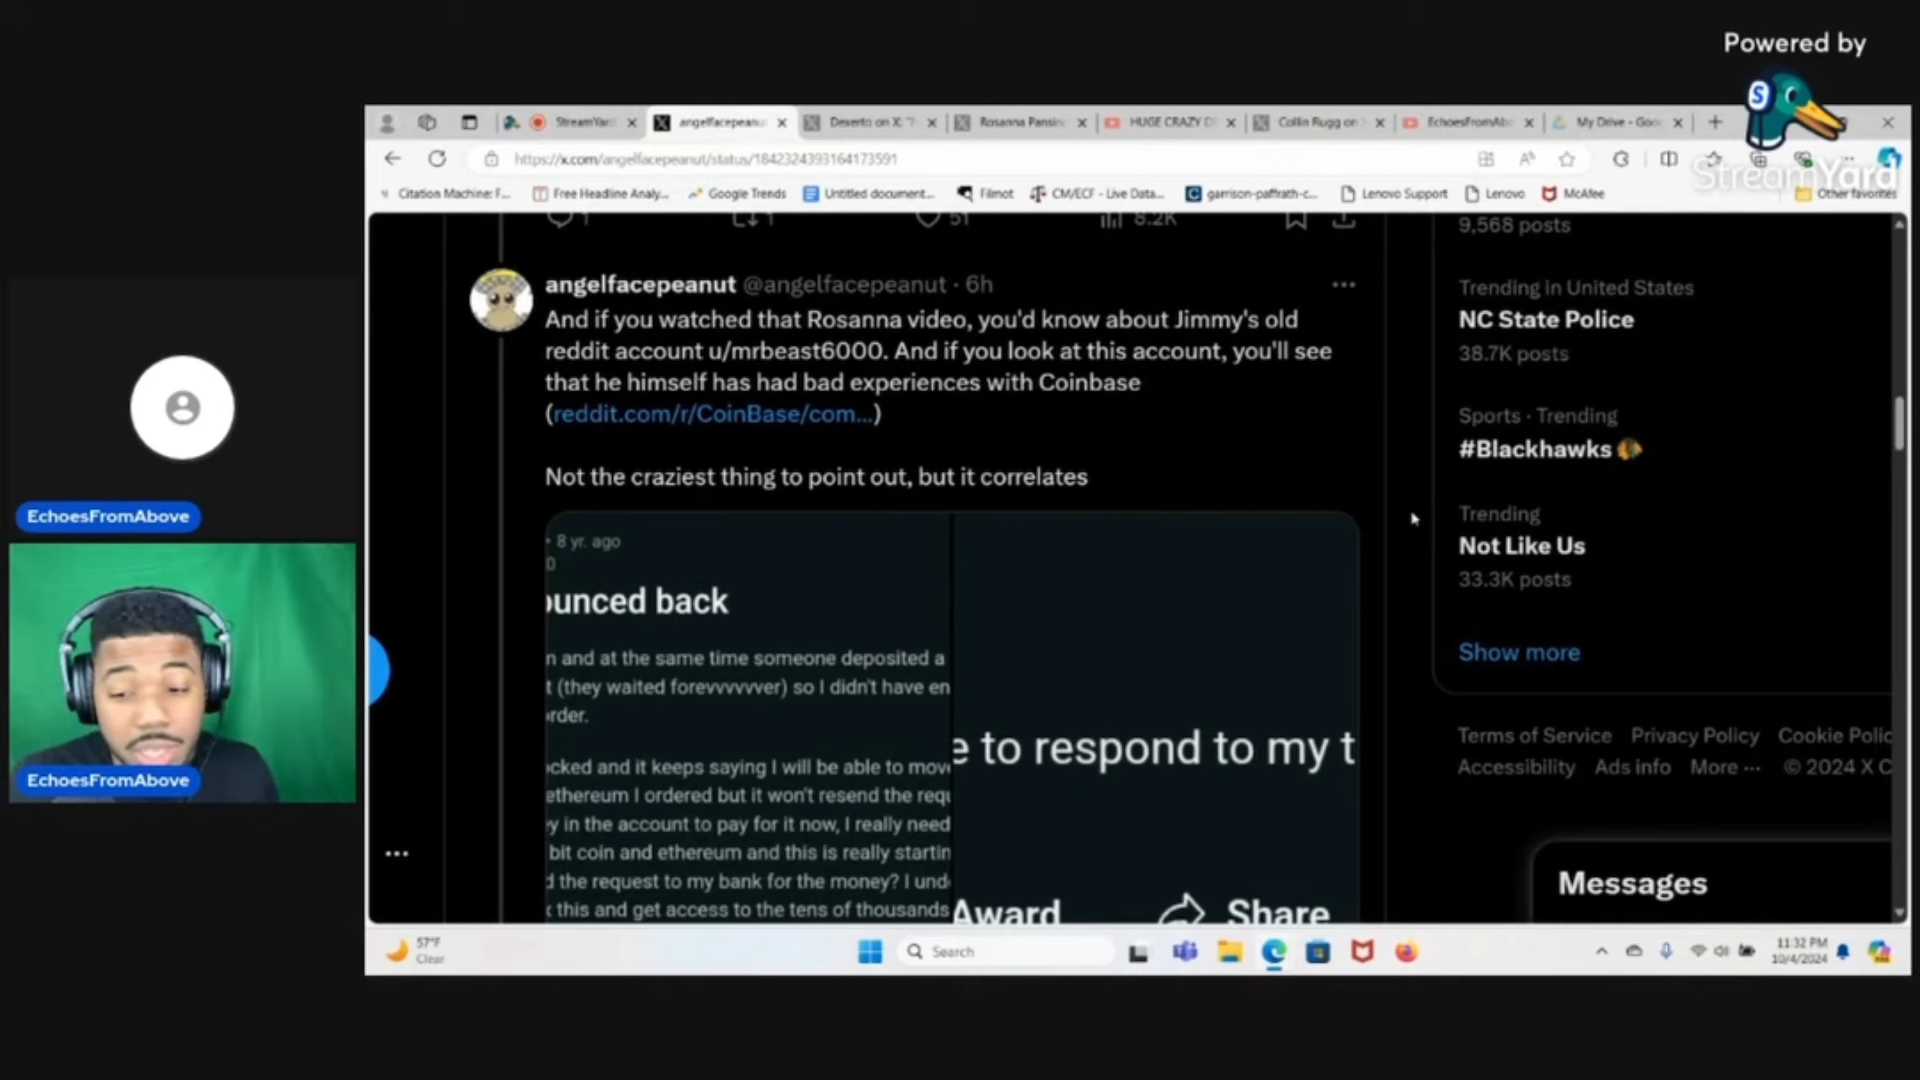 Powered by
StreamYard
StreamYar
angelfacepeanu
Deserto on X: "F
Rosanna Pansin
HUGE CRAZY D
Collin Rugg on
EchoesFromAb
My Drive - Goo
https://x.com/angelfacepeanut/status/1842324393164173591
Citation Machine: F...
Free Headline Analy...
Google Trends
Untitled document...
Filmot
CM/ECF - Live Data...
garrison-paffrath-c...
Lenovo Support
Lenovo
McAfee
Other favorites
1
1
51
8.2K
angelfacepeanut @angelfacepeanut · 6h
And if you watched that Rosanna video, you'd know about Jimmy's old
reddit account u/mrbeast6000. And if you look at this account, you'll see
that he himself has had bad experiences with Coinbase
(reddit.com/r/CoinBase/com...)
Not the craziest thing to point out, but it correlates
• 8 yr. ago
0
ounced back
n and at the same time someone deposited a
t (they waited forevvvvvver) so I didn't have en
order.
ocked and it keeps saying I will be able to move
ethereum I ordered but it won't resend the requ
y in the account to pay for it now, I really need
bit coin and ethereum and this is really startin
d the request to my bank for the money? I und
x this and get access to the tens of thousands
e to respond to my t
Award
Share
9,568 posts
Trending in United States
NC State Police
38.7K posts
Sports · Trending
#Blackhawks
Trending
Not Like Us
33.3K posts
Show more
Terms of Service Privacy Policy Cookie Polic
Accessibility Ads info More ··· © 2024 X C
Messages
EchoesFromAbove
EchoesFromAbove
57°F
Clear
Search
11:32 PM
10/4/2024